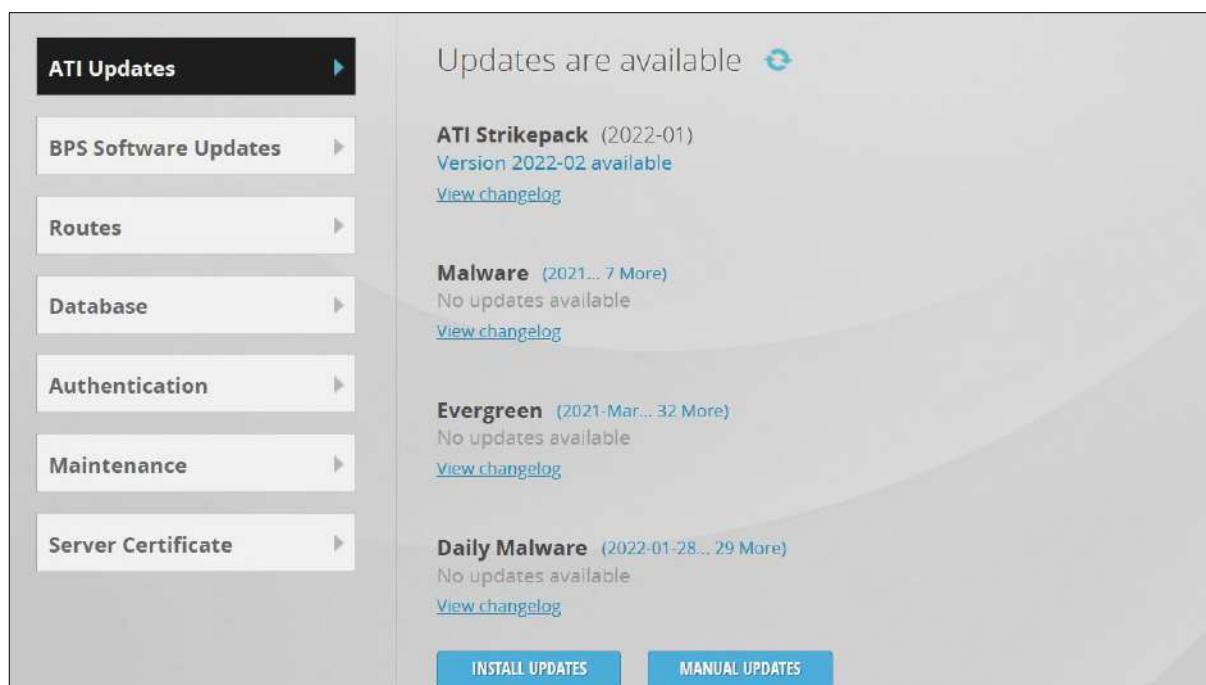 ATI Updates
BPS Software Updates
Routes
Database
Authentication
Maintenance
Server Certificate
Updates are available
ATI Strikepack (2022-01)
Version 2022-02 available
View changelog
Malware (2021... 7 More)
No updates available
View changelog
Evergreen (2021-Mar... 32 More)
No updates available
View changelog
Daily Malware (2022-01-28... 29 More)
No updates available
View changelog
INSTALL UPDATES
MANUAL UPDATES